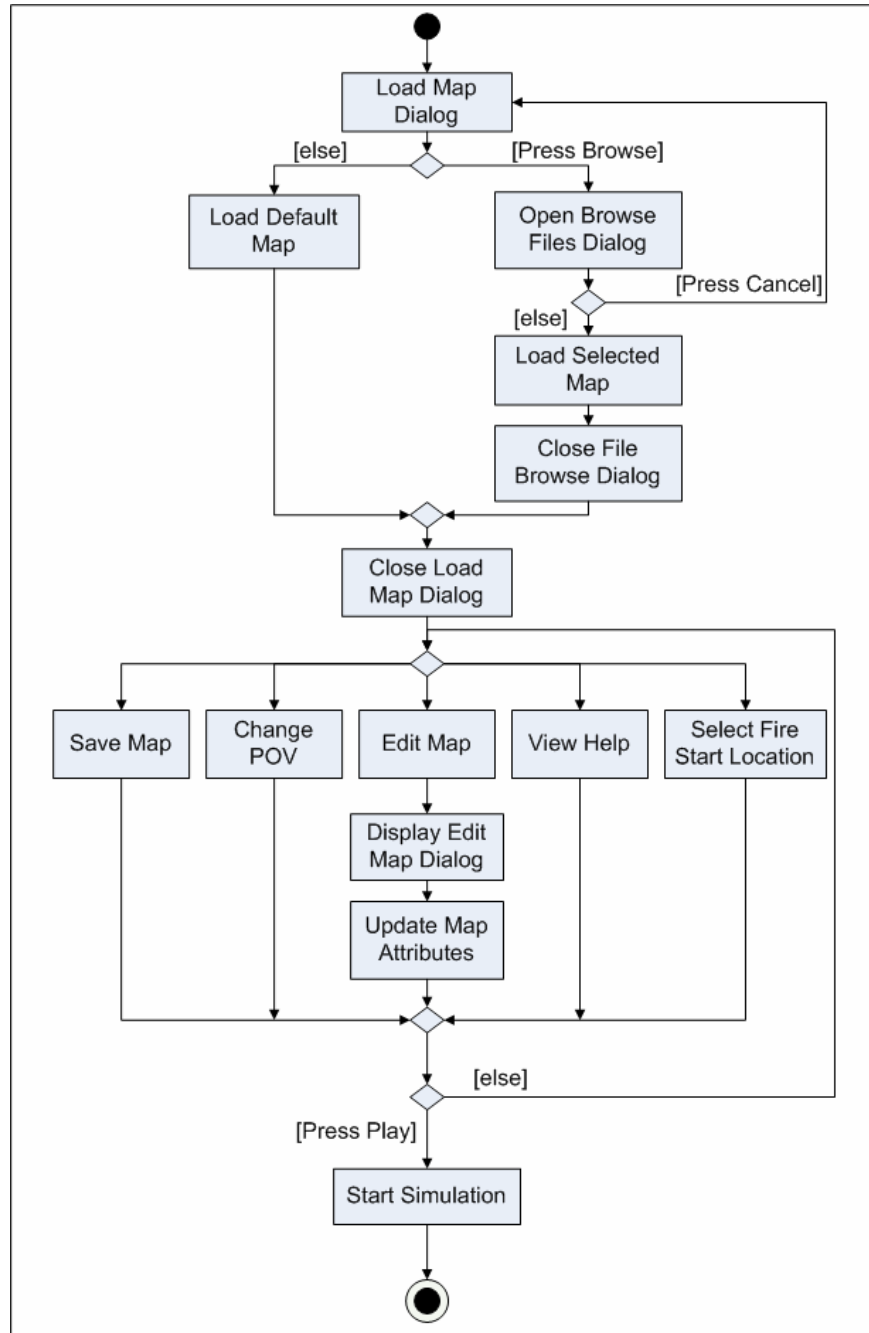 Load Map
Dialog
[else]
[Press Browse]
Load Default
Map
Open Browse
Files Dialog
[Press Cancel]
[else]
Load Selected
Map
Close File
Browse Dialog
Close Load
Map Dialog
Save Map
Change
POV
Edit Map
View Help
Select Fire
Start Location
Display Edit
Map Dialog
Update Map
Attributes
[else]
[Press Play]
Start Simulation